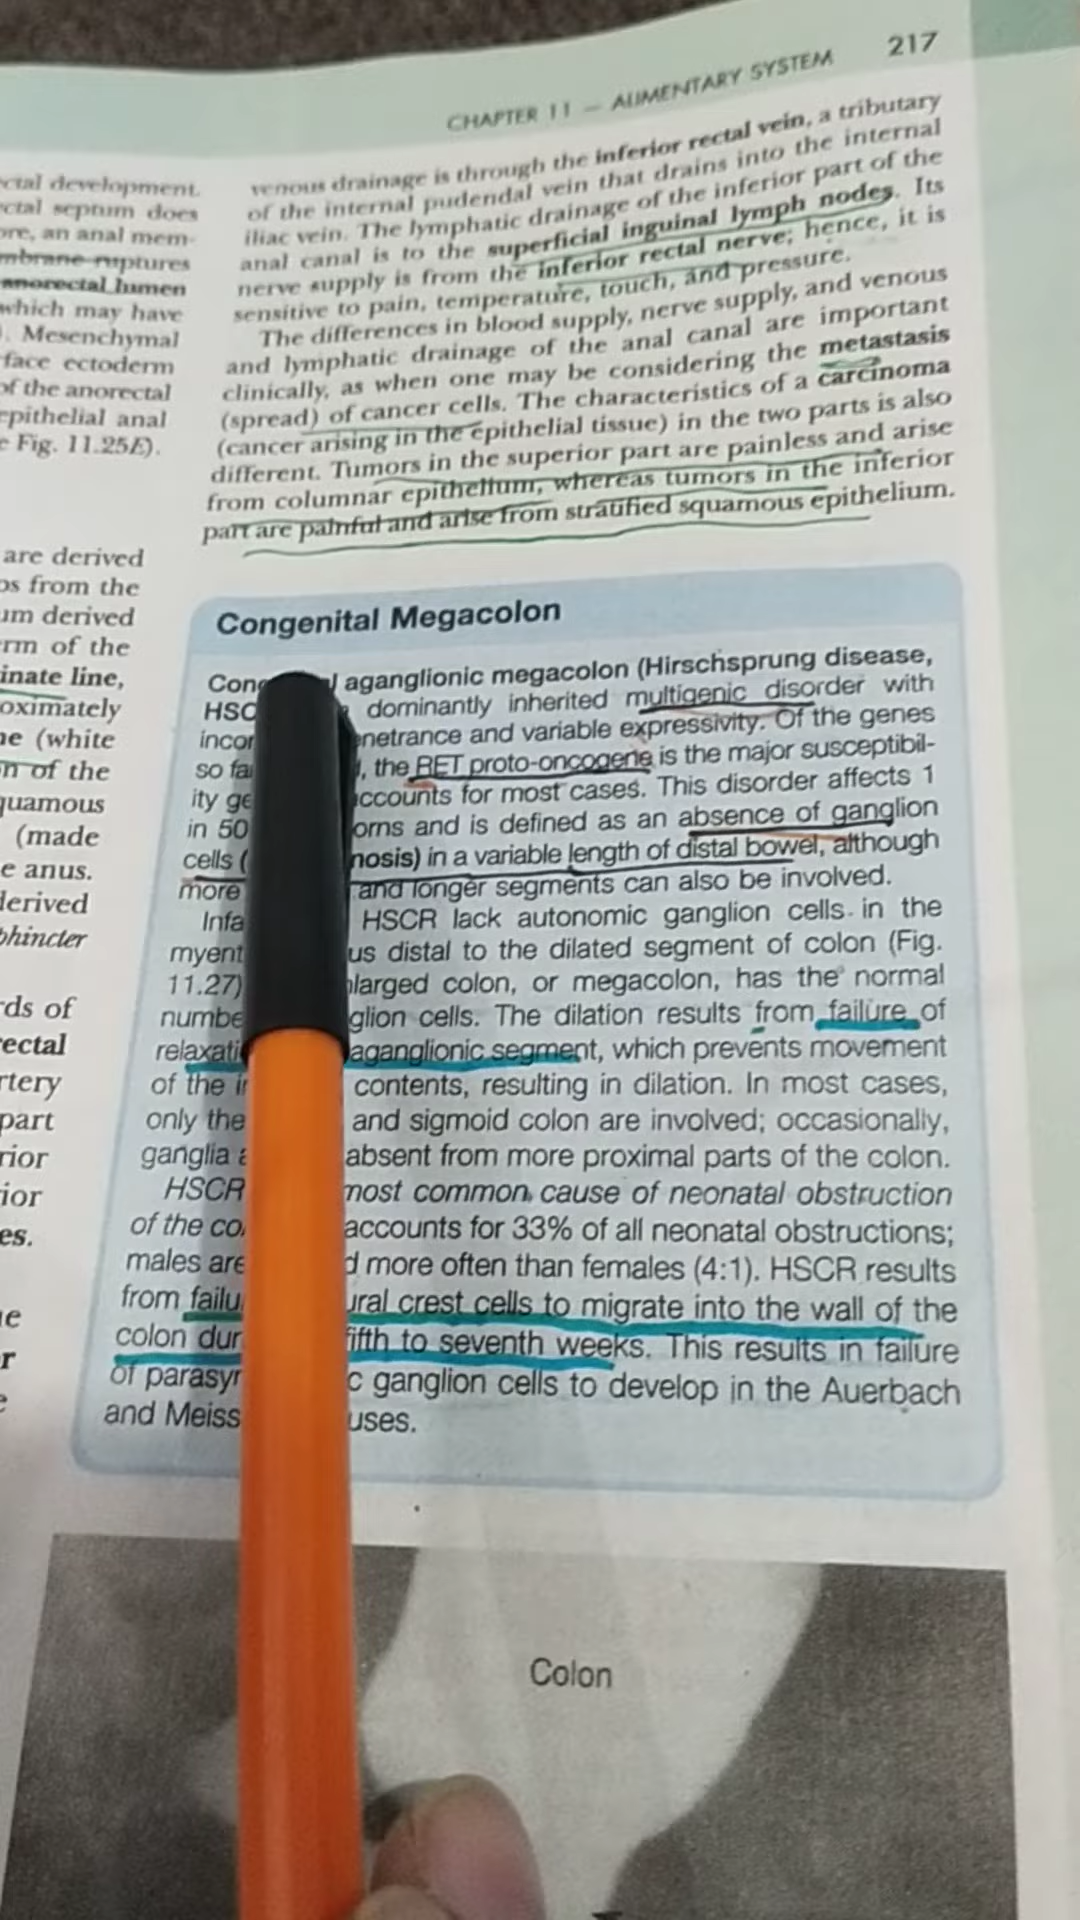 217
CHAPTER 11 — ALIMENTARY SYSTEM
ctal development.
ctal septum does
ore, an anal mem-
mbrane ruptures
anorectal lumen
which may have
. Mesenchymal
face ectoderm
of the anorectal
epithelial anal
Fig. 11.25E).
are derived
os from the
um derived
rm of the
inate line,
oximately
ne (white
n of the
quamous
(made
e anus.
derived
phincter
rds of
rectal
rtery
part
rior
ior
es.
venous drainage is through the inferior rectal vein, a tributary
of the internal pudendal vein that drains into the internal
iliac vein. The lymphatic drainage of the inferior part of the
anal canal is to the superficial inguinal lymph nodes. Its
nerve supply is from the inferior rectal nerve; hence, it is
sensitive to pain, temperature, touch, and pressure.
The differences in blood supply, nerve supply, and venous
and lymphatic drainage of the anal canal are important
clinically, as when one may be considering the metastasis
(spread) of cancer cells. The characteristics of a carcinoma
(cancer arising in the epithelial tissue) in the two parts is also
different. Tumors in the superior part are painless and arise
from columnar epithelium, whereas tumors in the inferior
part are painful and arise from stratified squamous epithelium.
Congenital Megacolon
Con l aganglionic megacolon (Hirschsprung disease,
HSC dominantly inherited multigenic disorder with
incor enetrance and variable expressivity. Of the genes
so fa , the RET proto-oncogene is the major susceptibil-
ity ge ccounts for most cases. This disorder affects 1
in 50 orns and is defined as an absence of ganglion
cells ( nosis) in a variable length of distal bowel, although
more and longer segments can also be involved.
Infa HSCR lack autonomic ganglion cells in the
myent us distal to the dilated segment of colon (Fig.
11.27) larged colon, or megacolon, has the normal
numbe glion cells. The dilation results from failure of
relaxati aganglionic segment, which prevents movement
of the i contents, resulting in dilation. In most cases,
only the and sigmoid colon are involved; occasionally,
ganglia a absent from more proximal parts of the colon.
HSCR most common cause of neonatal obstruction
of the co accounts for 33% of all neonatal obstructions;
males are d more often than females (4:1). HSCR results
from failu ural crest cells to migrate into the wall of the
colon dur fifth to seventh weeks. This results in failure
of parasy c ganglion cells to develop in the Auerbach
and Meiss uses.
Colon